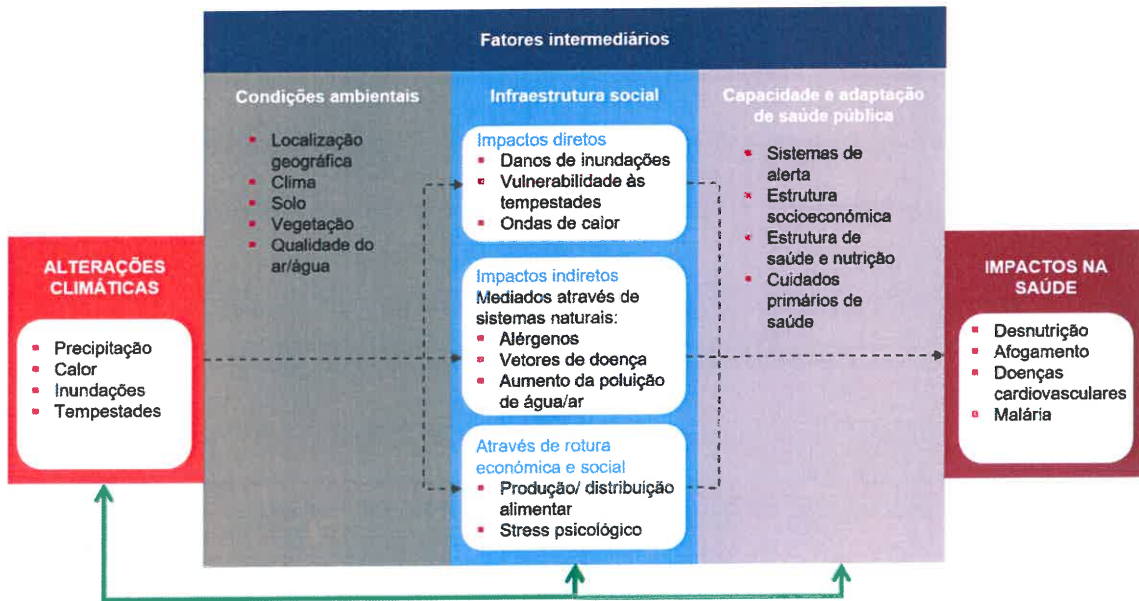 Fatores intermediários
Condições ambientais
Localização
geográfica
Clima
Solo
Vegetação
Qualidade do
ar/água
Infraestrutura social
Impactos diretos
Danos de inundações
Vulnerabilidade às
tempestades
Ondas de calor
Impactos indiretos
Mediados através de
sistemas naturais:
Alérgenos
Vetores de doença
Aumento da poluição
de água/ar
Através de rotura
económica e social
Produção/ distribuição
alimentar
Stress psicológico
Capacidade e adaptação
de saúde pública
Sistemas de
alerta
Estrutura
socioeconómica
Estrutura de
saúde e nutrição
Cuidados
primários de
saúde
ALTERAÇÕES
CLIMÁTICAS
Precipitação
Calor
Inundações
Tempestades
IMPACTOS NA
SAÚDE
Desnutrição
Afogamento
Doenças
cardiovasculares
Malária